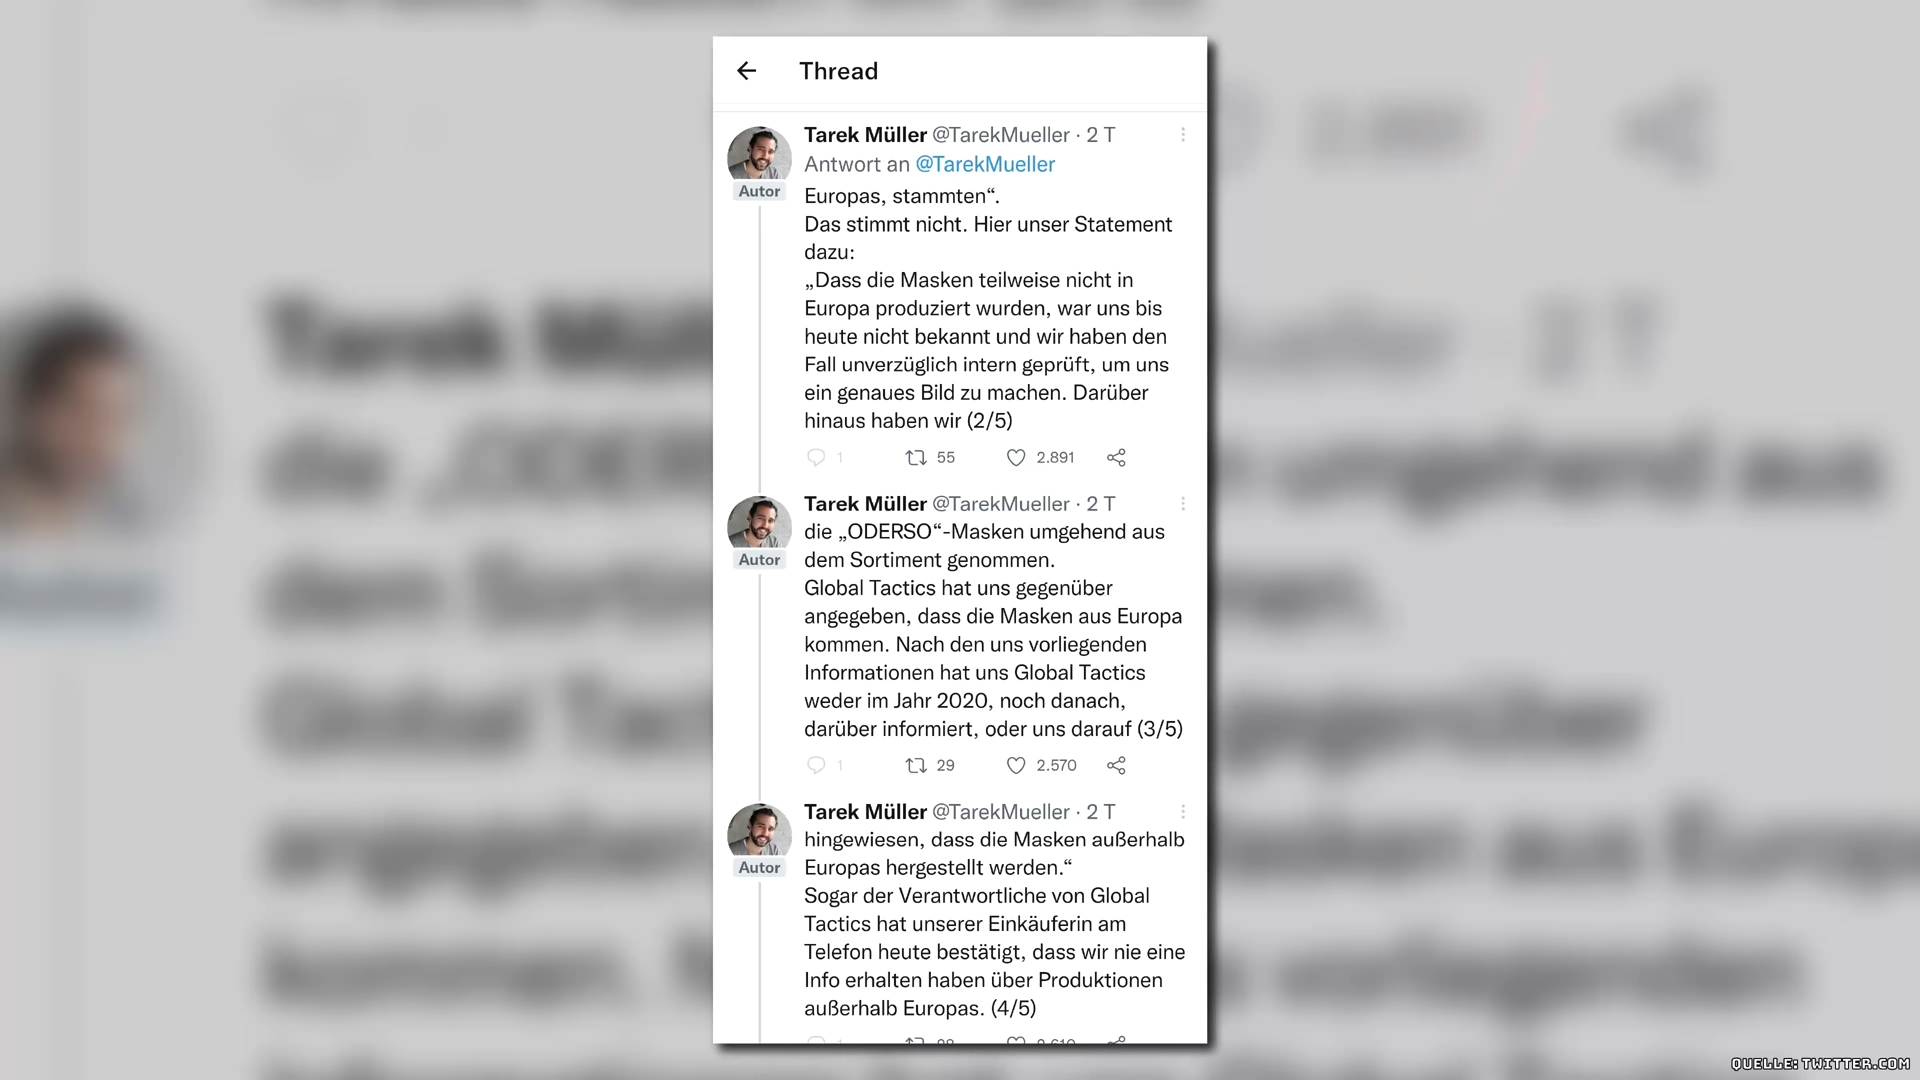 Thread
Tarek Müller @TarekMueller · 2 T
Antwort an @TarekMueller
Autor
Europas, stammten“.
Das stimmt nicht. Hier unser Statement
dazu:
„Dass die Masken teilweise nicht in
Europa produziert wurden, war uns bis
heute nicht bekannt und wir haben den
Fall unverzüglich intern geprüft, um uns
ein genaues Bild zu machen. Darüber
hinaus haben wir (2/5)
1 55 2.891
Tarek Müller @TarekMueller · 2 T
die „ODERSO“-Masken umgehend aus
Autor
dem Sortiment genommen.
Global Tactics hat uns gegenüber
angegeben, dass die Masken aus Europa
kommen. Nach den uns vorliegenden
Informationen hat uns Global Tactics
weder im Jahr 2020, noch danach,
darüber informiert, oder uns darauf (3/5)
1 29 2.570
Tarek Müller @TarekMueller · 2 T
hingewiesen, dass die Masken außerhalb
Autor
Europas hergestellt werden.“
Sogar der Verantwortliche von Global
Tactics hat unserer Einkäuferin am
Telefon heute bestätigt, dass wir nie eine
Info erhalten haben über Produktionen
außerhalb Europas. (4/5)
QUELLE: TWITTER.COM